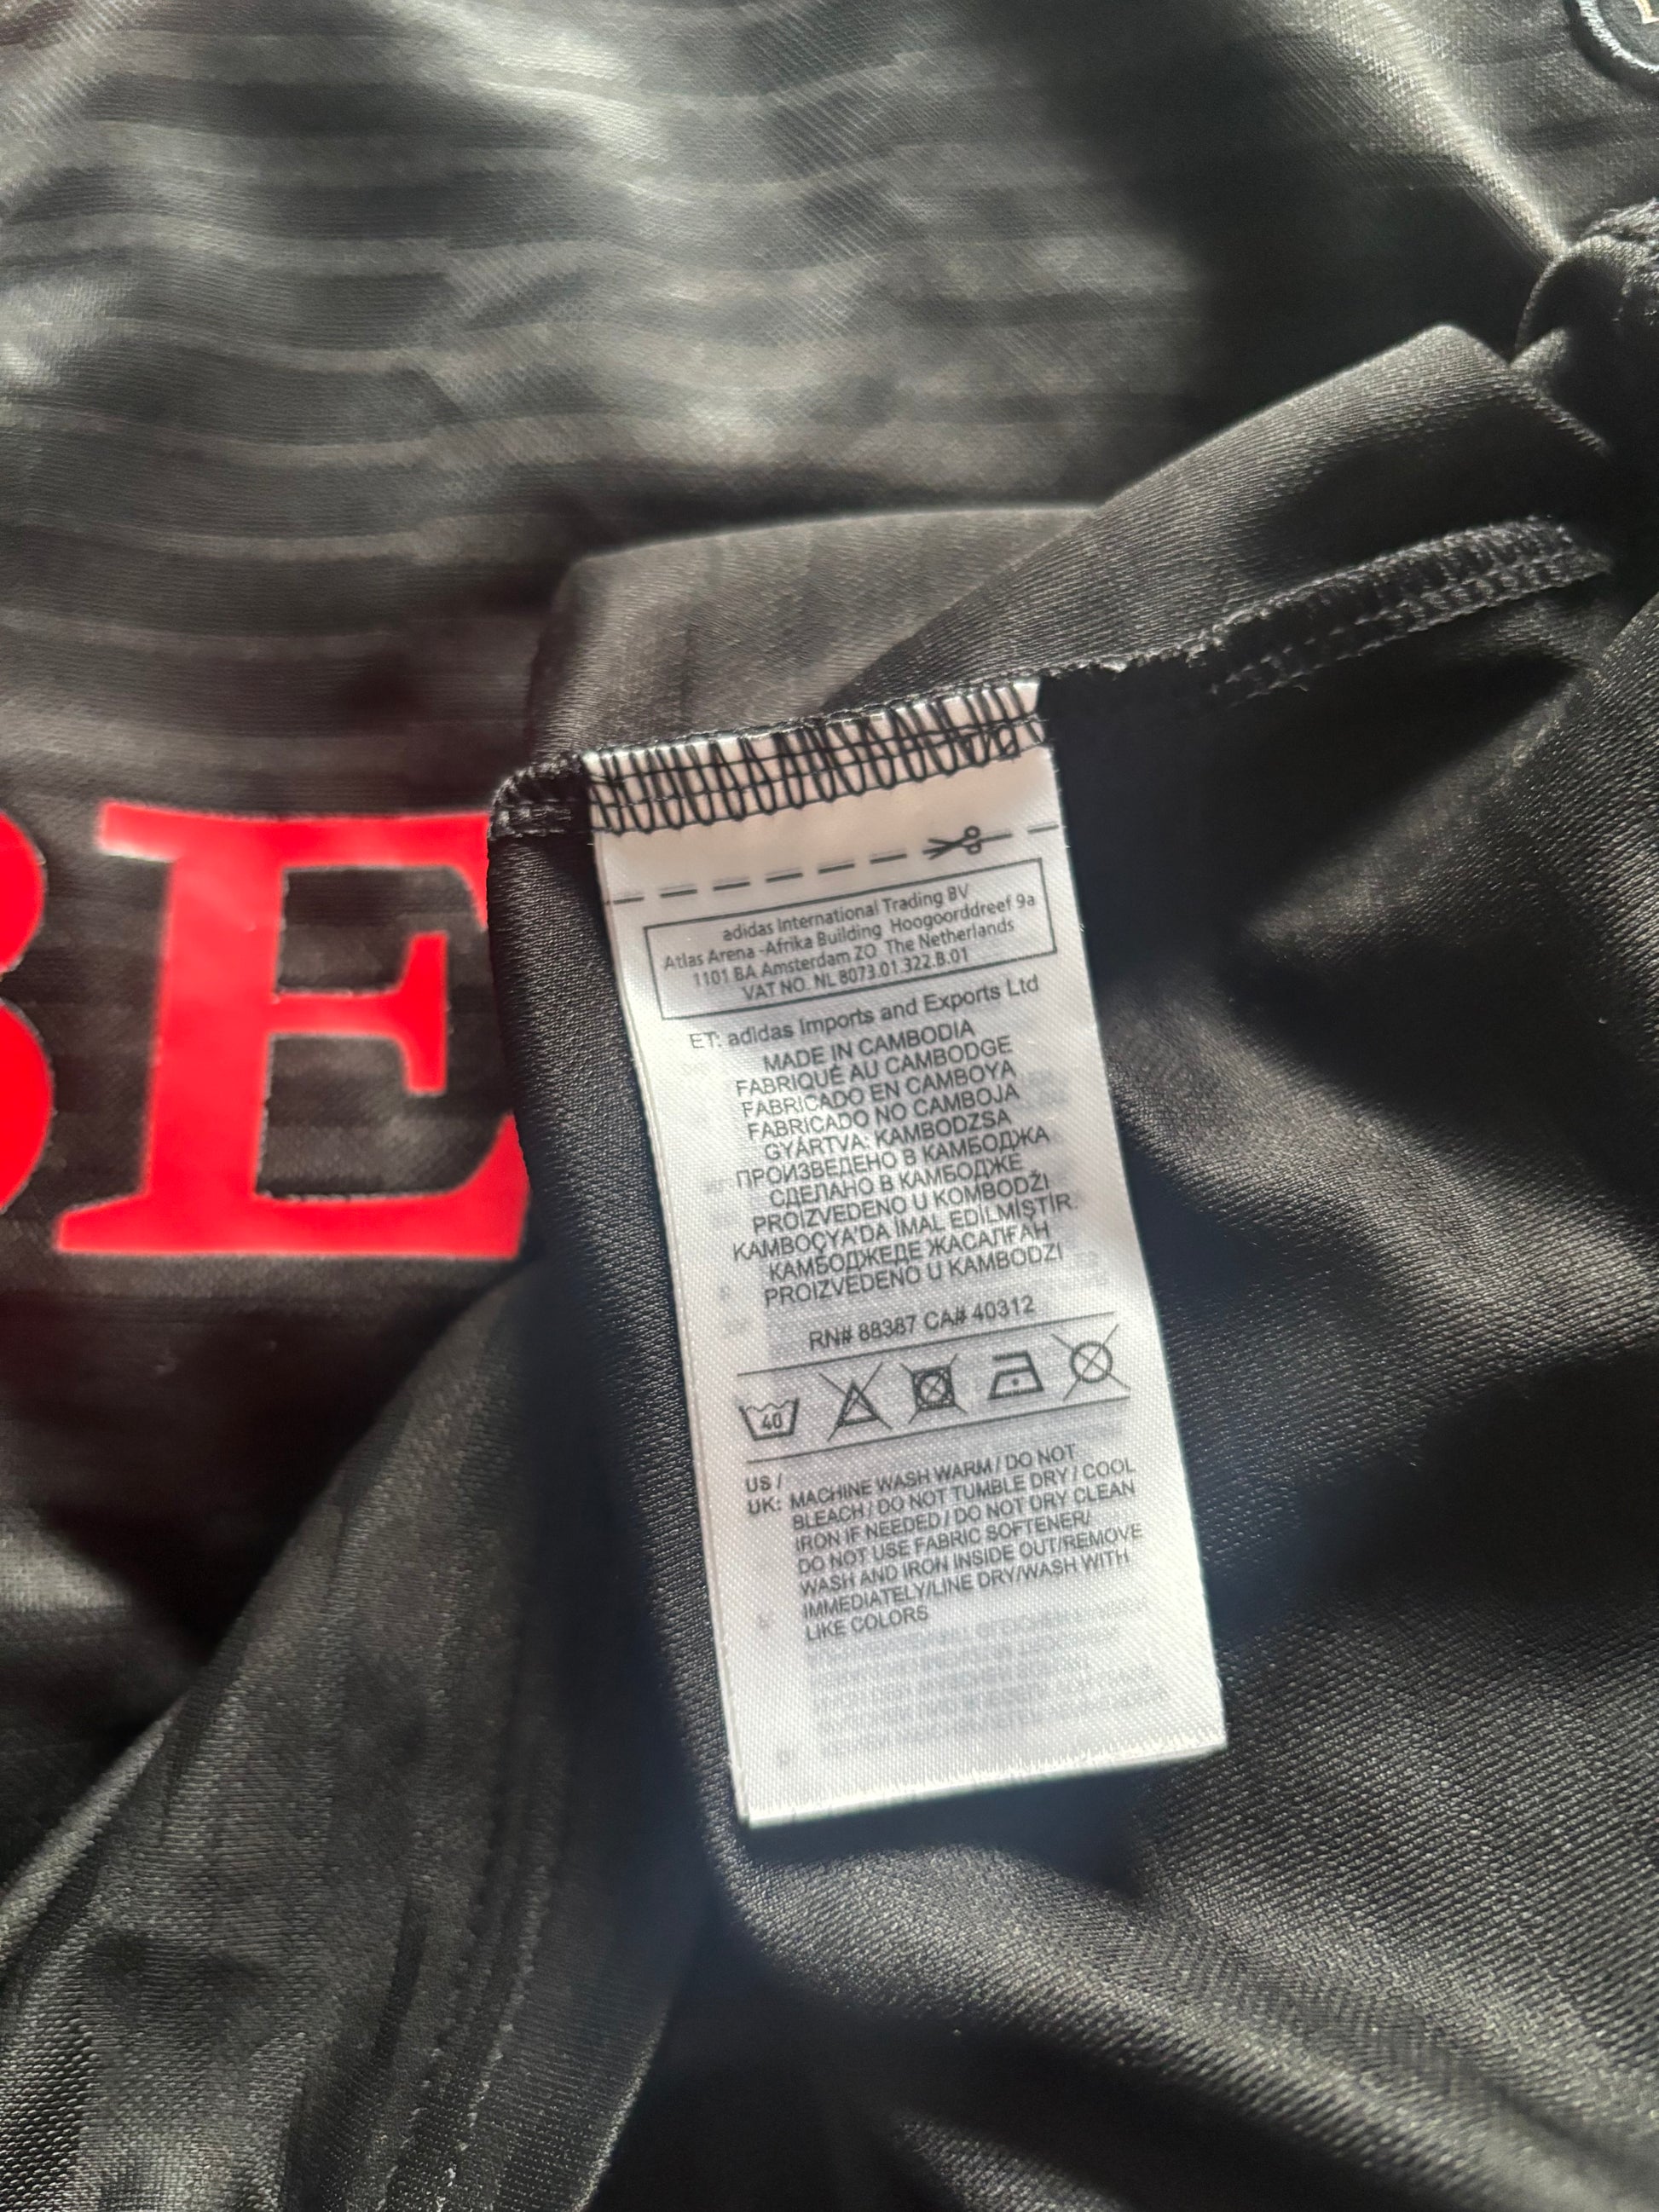 BE
adidas International Trading BV
Atlas Arena -Afrika Building Hoogoorddreef 9a
1101 BA Amsterdam ZO The Netherlands
VAT NO. NL 8073.01.322.B.01
ET: adidas Imports and Exports Ltd
MADE IN CAMBODIA
FABRIQUÉ AU CAMBODGE
FABRICADO EN CAMBOYA
FABRICADO NO CAMBOJA
GYÁRTVA: KAMBODZSA
ПРОИЗВЕДЕНО В КАМБОДЖА
СДЕЛАНО В КАМБОДЖЕ
PROIZVEDENO U KOMBODŽI
KAMBOÇYA'DA İMAL EDİLMİŞTİR.
КАМБОДЖЕДЕ ЖАСАЛҒАН
PROIZVEDENO U KAMBODZI
RN# 88387 CA# 40312
40
US /
UK: MACHINE WASH WARM / DO NOT
BLEACH / DO NOT TUMBLE DRY / COOL
IRON IF NEEDED / DO NOT DRY CLEAN
DO NOT USE FABRIC SOFTENER/
WASH AND IRON INSIDE OUT/REMOVE
IMMEDIATELY/LINE DRY/WASH WITH
LIKE COLORS